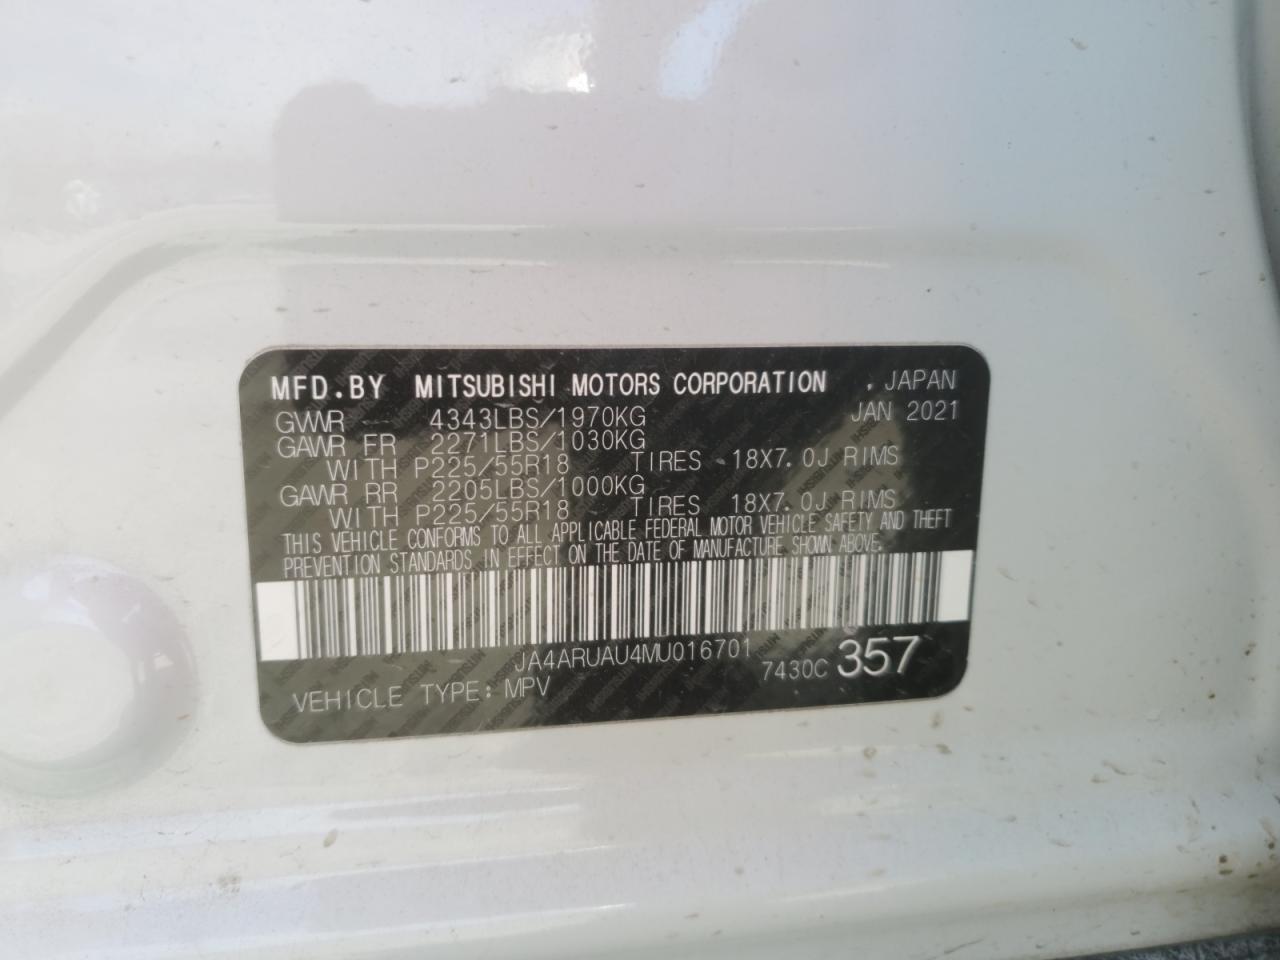 MFD.BY MITSUBISHI MOTORS CORPORATION , JAPAN
GVWR 4343LBS/1970KG JAN 2021
GAWR FR 2271LBS/1030KG
WITH P225/55R18 TIRES 18X7.0J RIMS
GAWR RR 2205LBS/1000KG
WITH P225/55R18 TIRES 18X7.0J RIMS
THIS VEHICLE CONFORMS TO ALL APPLICABLE FEDERAL MOTOR VEHICLE SAFETY AND THEFT
PREVENTION STANDARDS IN EFFECT ON THE DATE OF MANUFACTURE SHOWN ABOVE.
JA4ARUAU4MU016701
VEHICLE TYPE: MPV 7430C 357